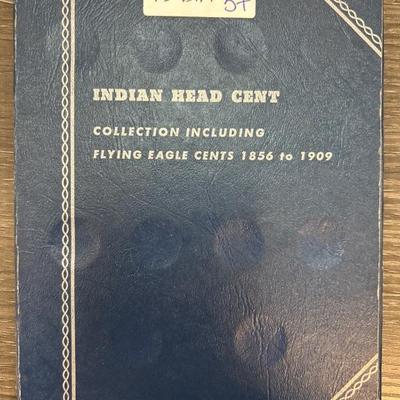 INDIAN HEAD CENT
COLLECTION INCLUDING
FLYING EAGLE CENTS 1856 to 1909